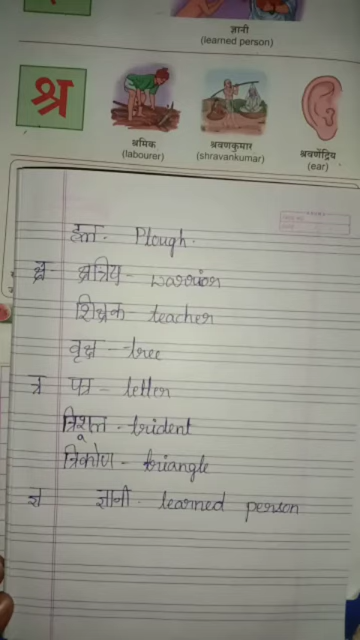 ज्ञानी
(learned person)
श्र
श्रमिक श्रवणकुमार श्रवणेंद्रिय
(labourer) (shravankumar) (ear)
हल. Plough.
क्ष क्षत्रिय - warrior
शिक्षक - teacher
वृक्ष - tree
त्र पत्र - letter
त्रिशूल - trident
त्रिकोण - triangle
ज्ञ ज्ञानी - learned person